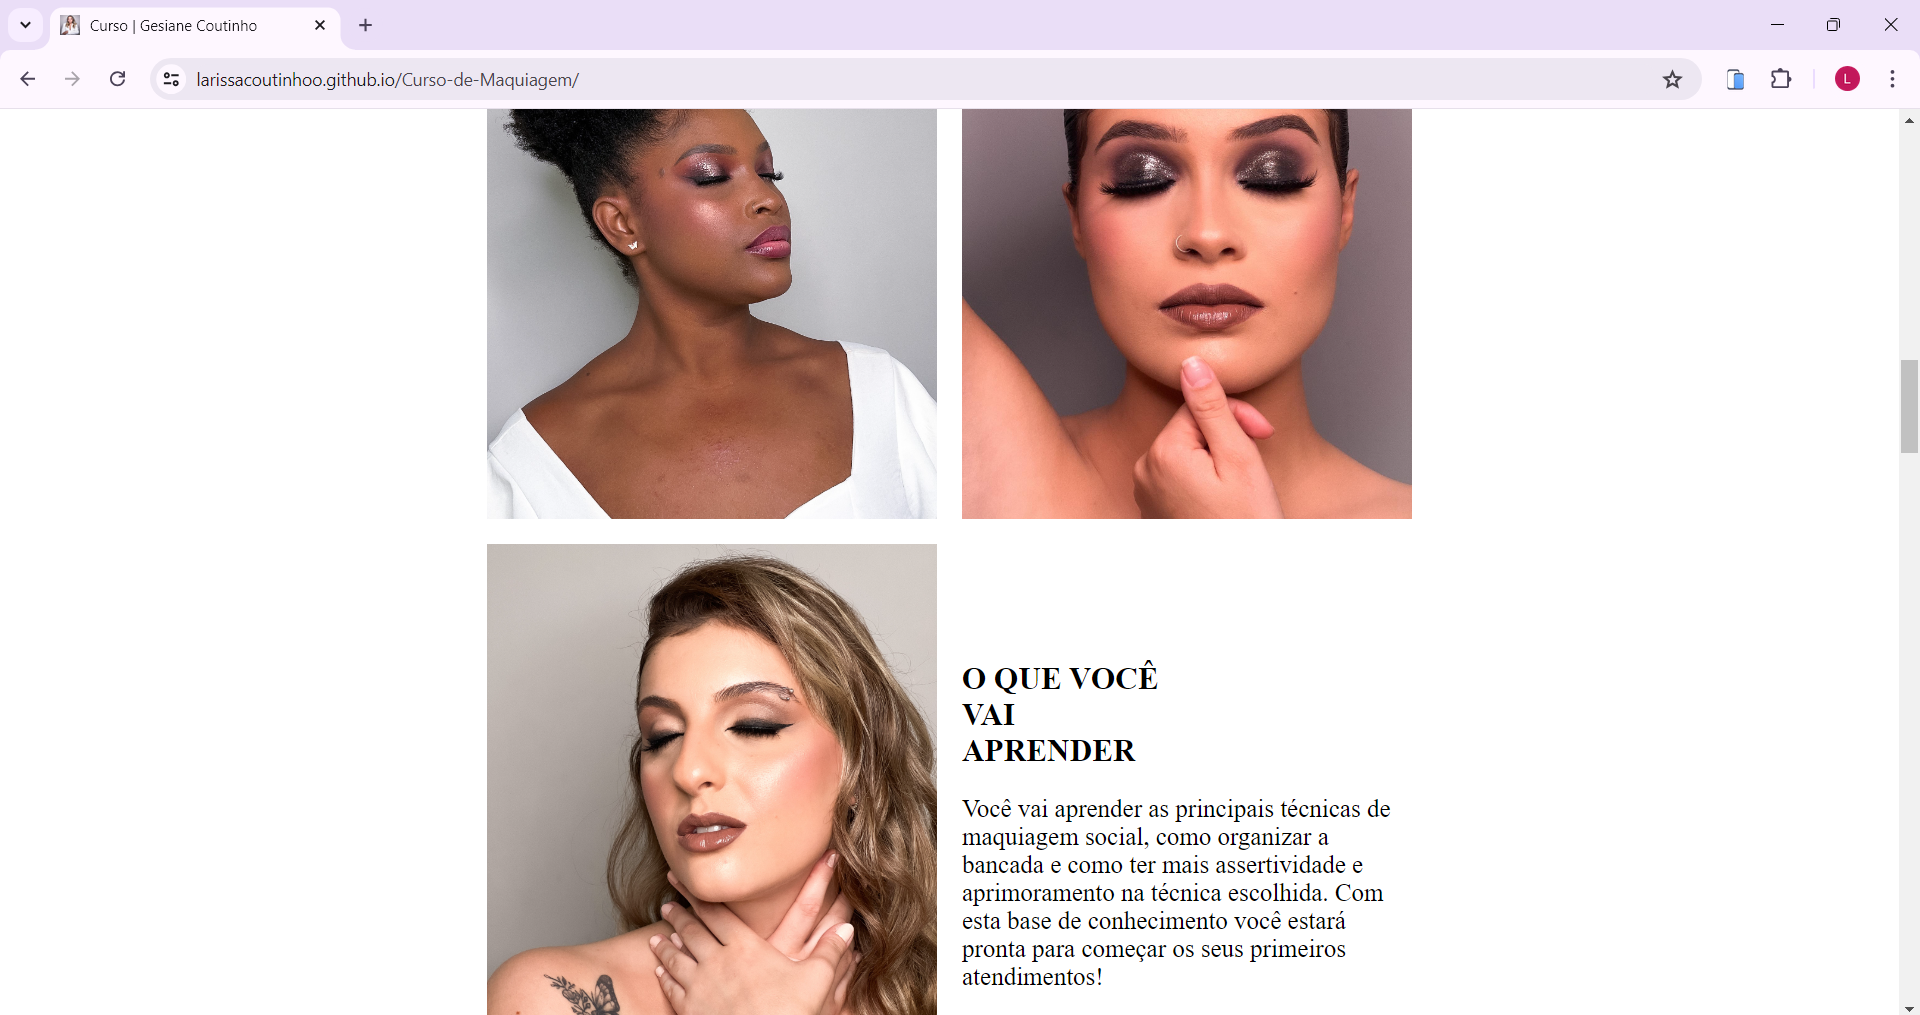 Curso | Gesiane Coutinho
larissacoutinhoo.github.io/Curso-de-Maquiagem/
L
O QUE VOCÊ
VAI
APRENDER
Você vai aprender as principais técnicas de
maquiagem social, como organizar a
bancada e como ter mais assertividade e
aprimoramento na técnica escolhida. Com
esta base de conhecimento você estará
pronta para começar os seus primeiros
atendimentos!